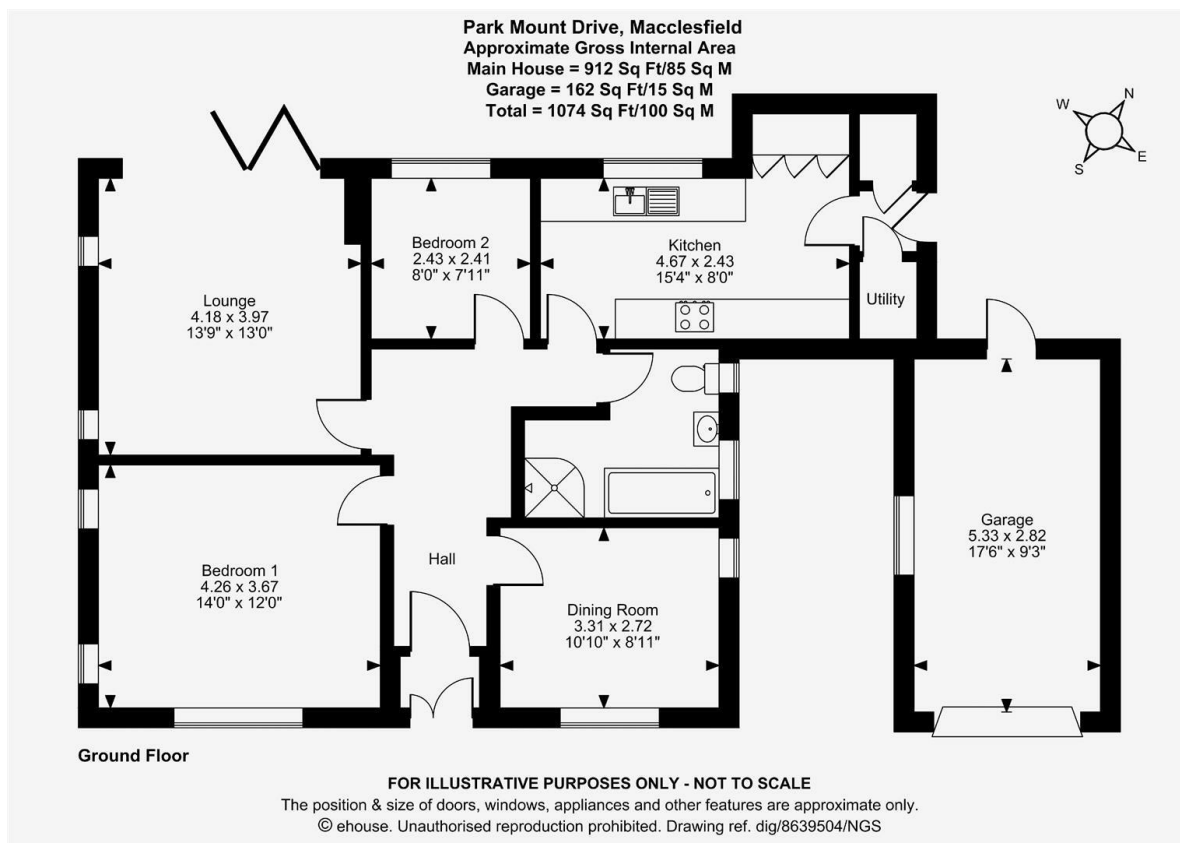 Park Mount Drive, Macclesfield
Approximate Gross Internal Area
Main House = 912 Sq Ft/85 Sq M
Garage = 162 Sq Ft/15 Sq M
Total = 1074 Sq Ft/100 Sq M
N
W
E
S
Bedroom 2
2.43 x 2.41
8'0" x 7'11"
Kitchen
4.67 x 2.43
15'4" x 8'0"
Utility
Lounge
4.18 x 3.97
13'9" x 13'0"
Garage
5.33 x 2.82
17'6" x 9'3"
Hall
Bedroom 1
4.26 x 3.67
14'0" x 12'0"
Dining Room
3.31 x 2.72
10'10" x 8'11"
Ground Floor
FOR ILLUSTRATIVE PURPOSES ONLY - NOT TO SCALE
The position & size of doors, windows, appliances and other features are approximate only.
© ehouse. Unauthorised reproduction prohibited. Drawing ref. dig/8639504/NGS